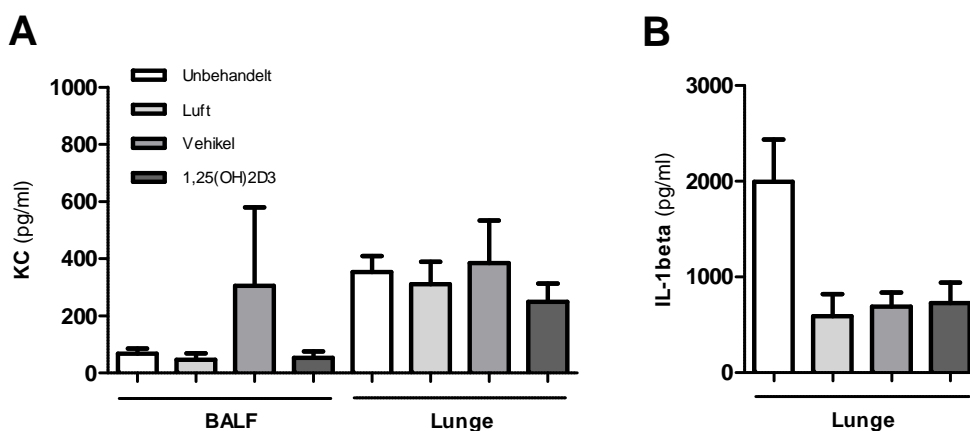 A
Unbehandelt
Luft
Vehikel
1,25(OH)2D3
1000
800
600
400
200
0
KC (pg/ml)
BALF
Lunge
B
3000
2000
1000
0
IL-1beta (pg/ml)
Lunge